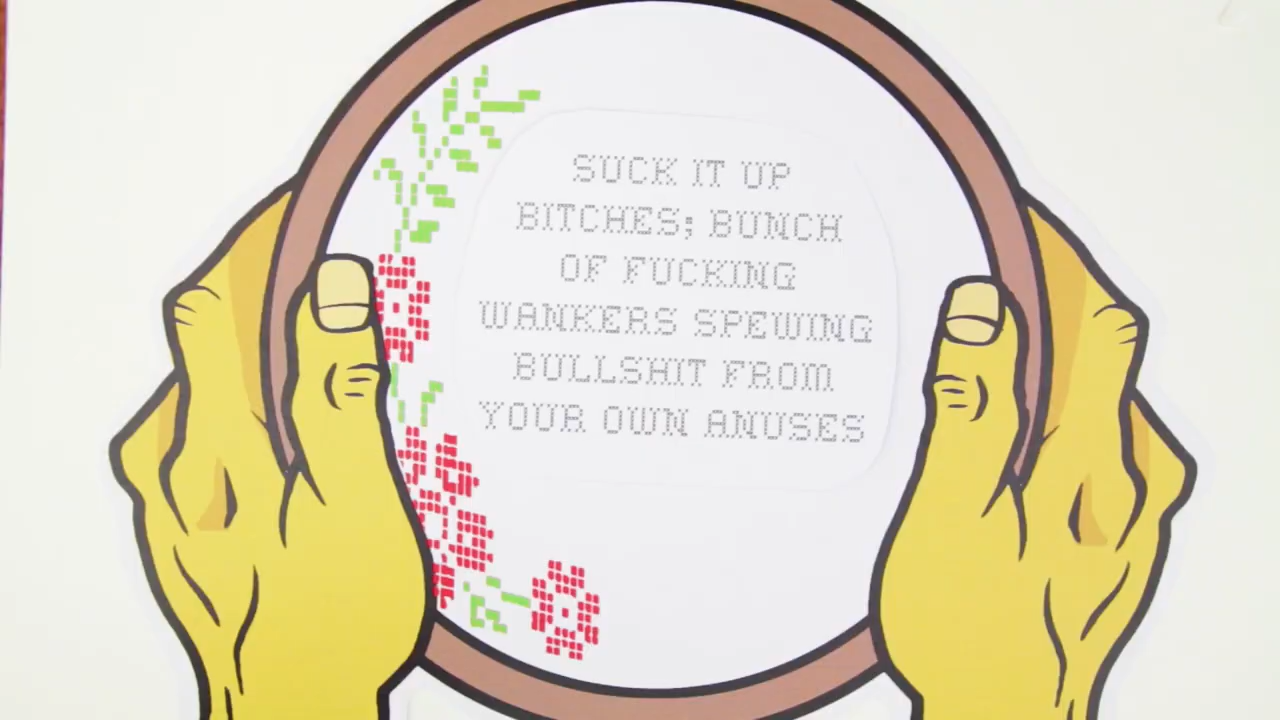 SUCK IT UP
BITCHES; BUNCH
OF FUCKING
WANKERS SPEWING
BULLSHIT FROM
YOUR OWN ANUSES